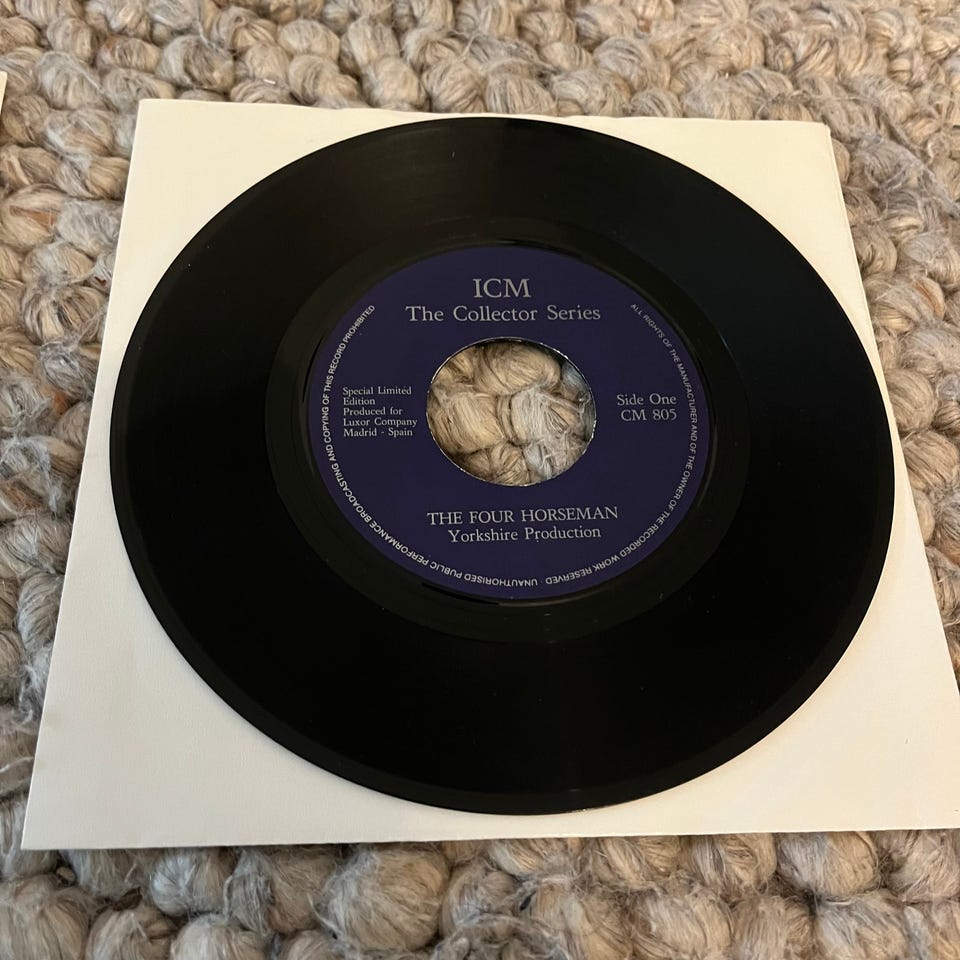 ICM
The Collector Series
Special Limited
Edition
Produced for
Luxor Company
Madrid - Spain
Side One
CM 805
THE FOUR HORSEMAN
Yorkshire Production
ALL RIGHTS OF THE MANUFACTURER AND OF THE OWNER OF THE RECORDED WORK RESERVED · UNAUTHORISED PUBLIC PERFORMANCE BROADCASTING AND COPYING OF THIS RECORD PROHIBITED